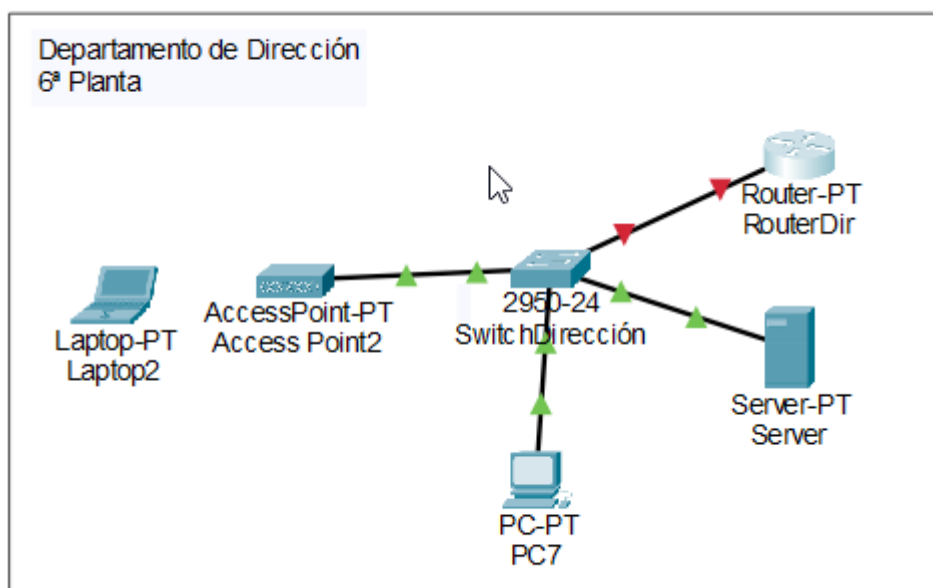 Departamento de Dirección
6ª Planta
Router-PT
RouterDir
AccessPoint-PT
Access Point2
2950-24
SwitchDirección
Laptop-PT
Laptop2
Server-PT
Server
PC-PT
PC7